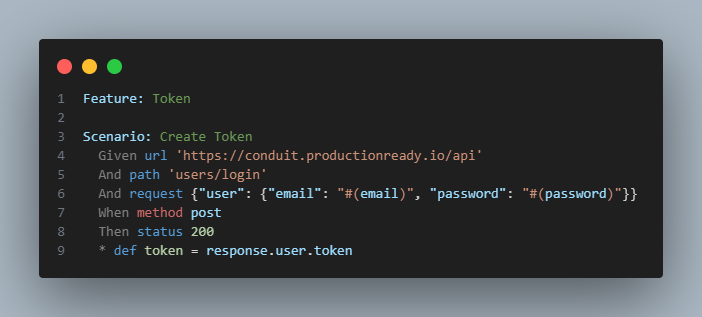 1 Feature: Token
2
3 Scenario: Create Token
4 Given url 'https://conduit.productionready.io/api'
5 And path 'users/login'
6 And request {"user": {"email": "#(email)", "password": "#(password)"}}
7 When method post
8 Then status 200
9 * def token = response.user.token